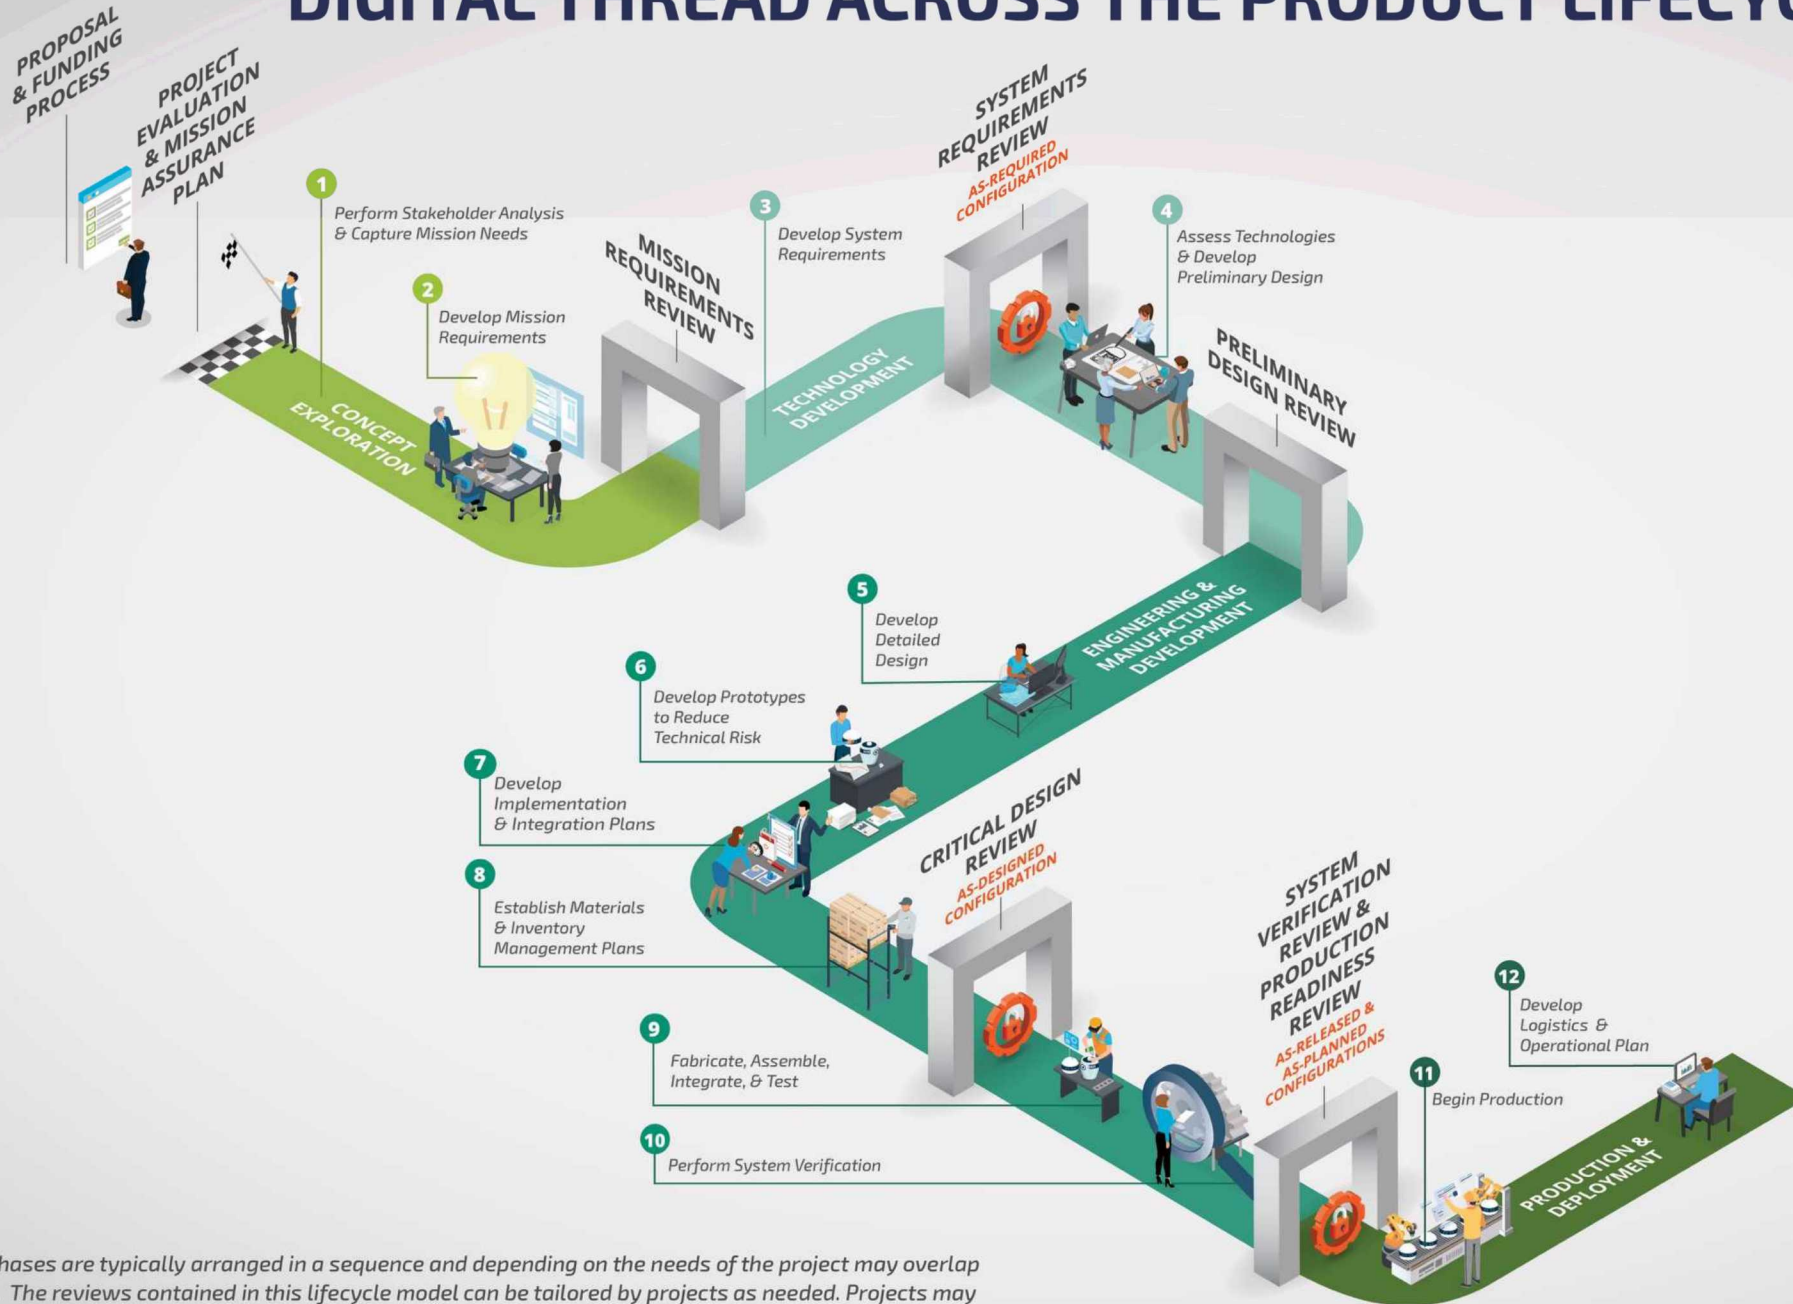 DIGITAL THREAD ACROSS THE PRODUCT
PROPOSAL
& FUNDING
PROCESS
PROJECT
EVALUATION
& MISSION
ASSURANCE
PLAN
1
Perform Stakeholder Analysis
& Capture Mission Needs
2
Develop Mission
Requirements
CONCEPT
EXPLORATION
MISSION
REQUIREMENTS
REVIEW
3
Develop System
Requirements
TECHNOLOGY
DEVELOPMENT
SYSTEM
REQUIREMENTS
REVIEW
AS-REQUIRED
CONFIGURATION
4
Assess Technologies
& Develop
Preliminary Design
PRELIMINARY
DESIGN REVIEW
ENGINEERING &
MANUFACTURING
DEVELOPMENT
5
Develop
Detailed
Design
6
Develop Prototypes
to Reduce
Technical Risk
7
Develop
Implementation
& Integration Plans
8
Establish Materials
& Inventory
Management Plans
CRITICAL DESIGN
REVIEW
AS-DESIGNED
CONFIGURATION
9
Fabricate, Assemble,
Integrate, & Test
10
Perform System Verification
SYSTEM
VERIFICATION
REVIEW &
PRODUCTION
READINESS
REVIEW
AS-RELEASED &
AS-PLANNED
CONFIGURATIONS
11
Begin Production
12
Develop
Logistics &
Operational Plan
PRODUCTION &
DEPLOYMENT
hases are typically arranged in a sequence and depending on the needs of the project may overlap
The reviews contained in this lifecycle model can be tailored by projects as needed. Projects may